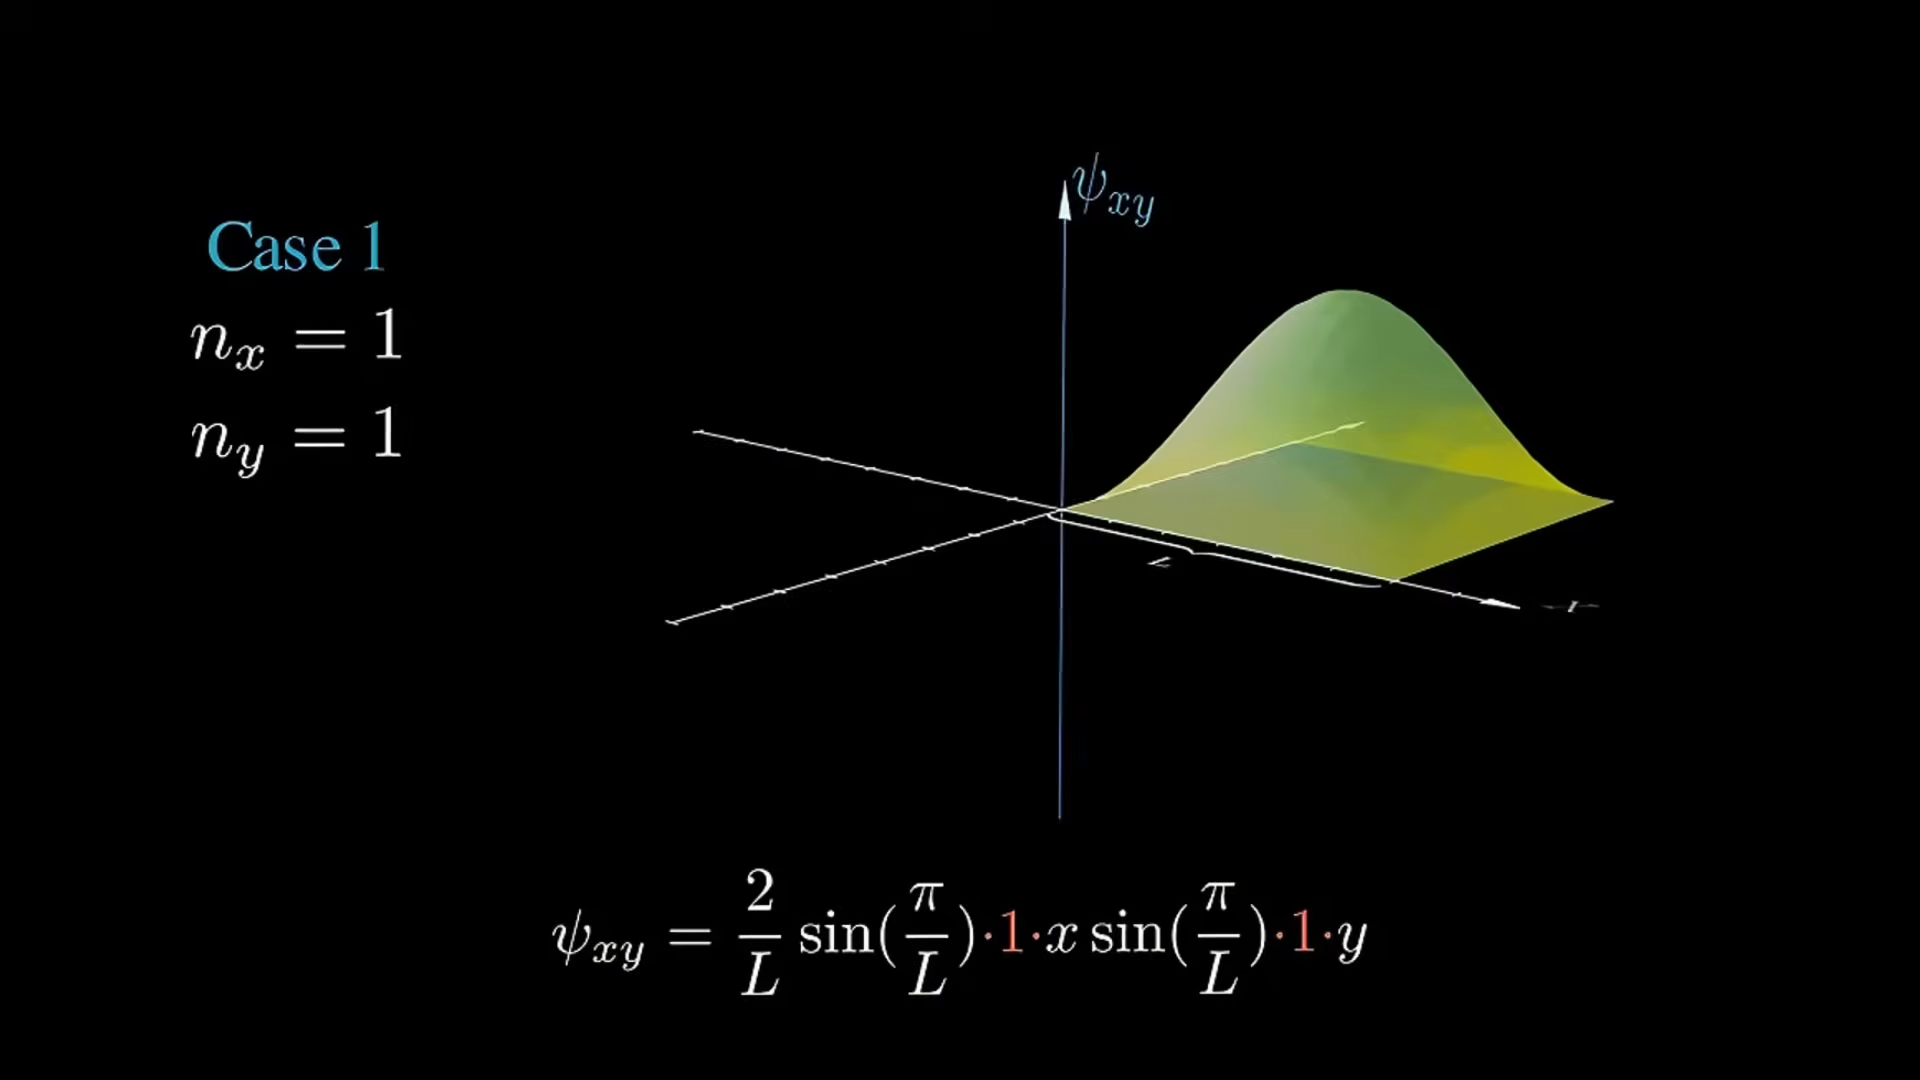 Case 1
n_x = 1
n_y = 1
ψ_xy
ψ_xy = 2/L sin(π/L)·1·x sin(π/L)·1·y